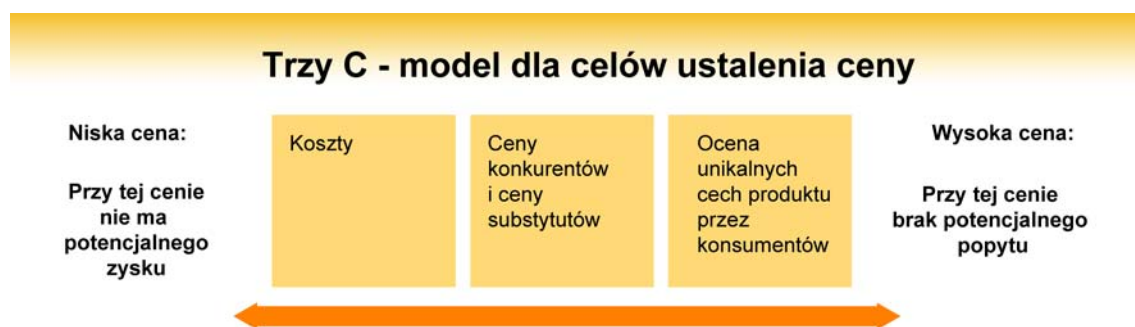 Trzy C - model dla celów ustalenia ceny
Niska cena:
Przy tej cenie
nie ma
potencjalnego
zysku
Koszty
Ceny
konkurentów
i ceny
substytutów
Ocena
unikalnych
cech produktu
przez
konsumentów
Wysoka cena:
Przy tej cenie
brak potencjalnego
popytu